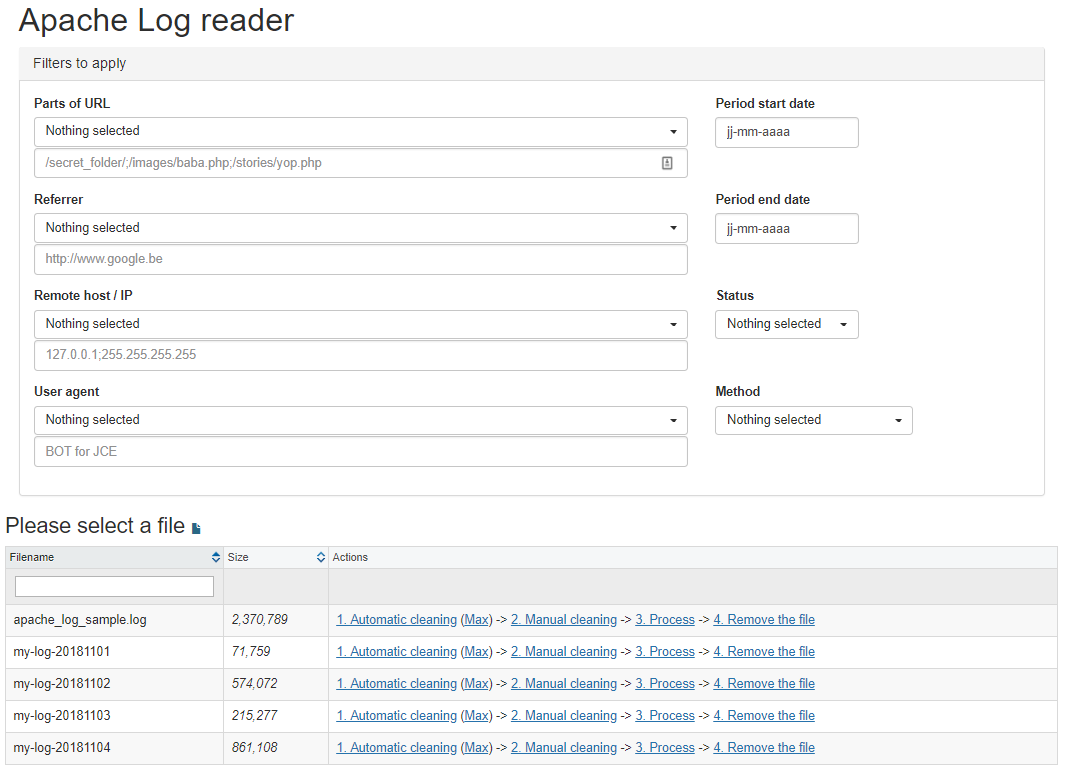 Apache Log reader
Filters to apply
Parts of URL
Nothing selected
/secret_folder/;/images/baba.php;/stories/yop.php
Period start date
jj-mm-aaaa
Referrer
Nothing selected
http://www.google.be
Period end date
jj-mm-aaaa
Remote host / IP
Nothing selected
127.0.0.1;255.255.255.255
Status
Nothing selected
User agent
Nothing selected
BOT for JCE
Method
Nothing selected
Please select a file
Filename Size Actions
apache_log_sample.log 2,370,789 1. Automatic cleaning (Max) -> 2. Manual cleaning -> 3. Process -> 4. Remove the file
my-log-20181101 71,759 1. Automatic cleaning (Max) -> 2. Manual cleaning -> 3. Process -> 4. Remove the file
my-log-20181102 574,072 1. Automatic cleaning (Max) -> 2. Manual cleaning -> 3. Process -> 4. Remove the file
my-log-20181103 215,277 1. Automatic cleaning (Max) -> 2. Manual cleaning -> 3. Process -> 4. Remove the file
my-log-20181104 861,108 1. Automatic cleaning (Max) -> 2. Manual cleaning -> 3. Process -> 4. Remove the file